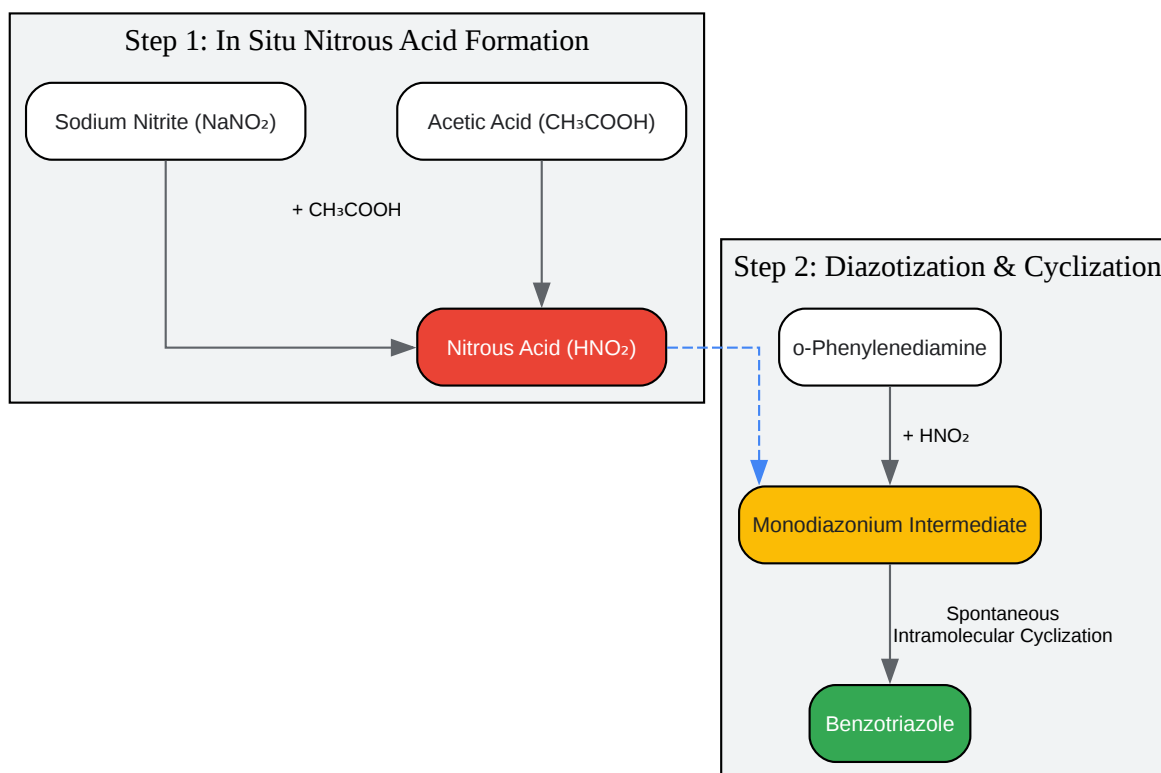 Step 1: In Situ Nitrous Acid Formation
Sodium Nitrite (NaNO₂)
Acetic Acid (CH₃COOH)
+ CH₃COOH
Nitrous Acid (HNO₂)
Step 2: Diazotization & Cyclization
o-Phenylenediamine
+ HNO₂
Monodiazonium Intermediate
Spontaneous
Intramolecular Cyclization
Benzotriazole